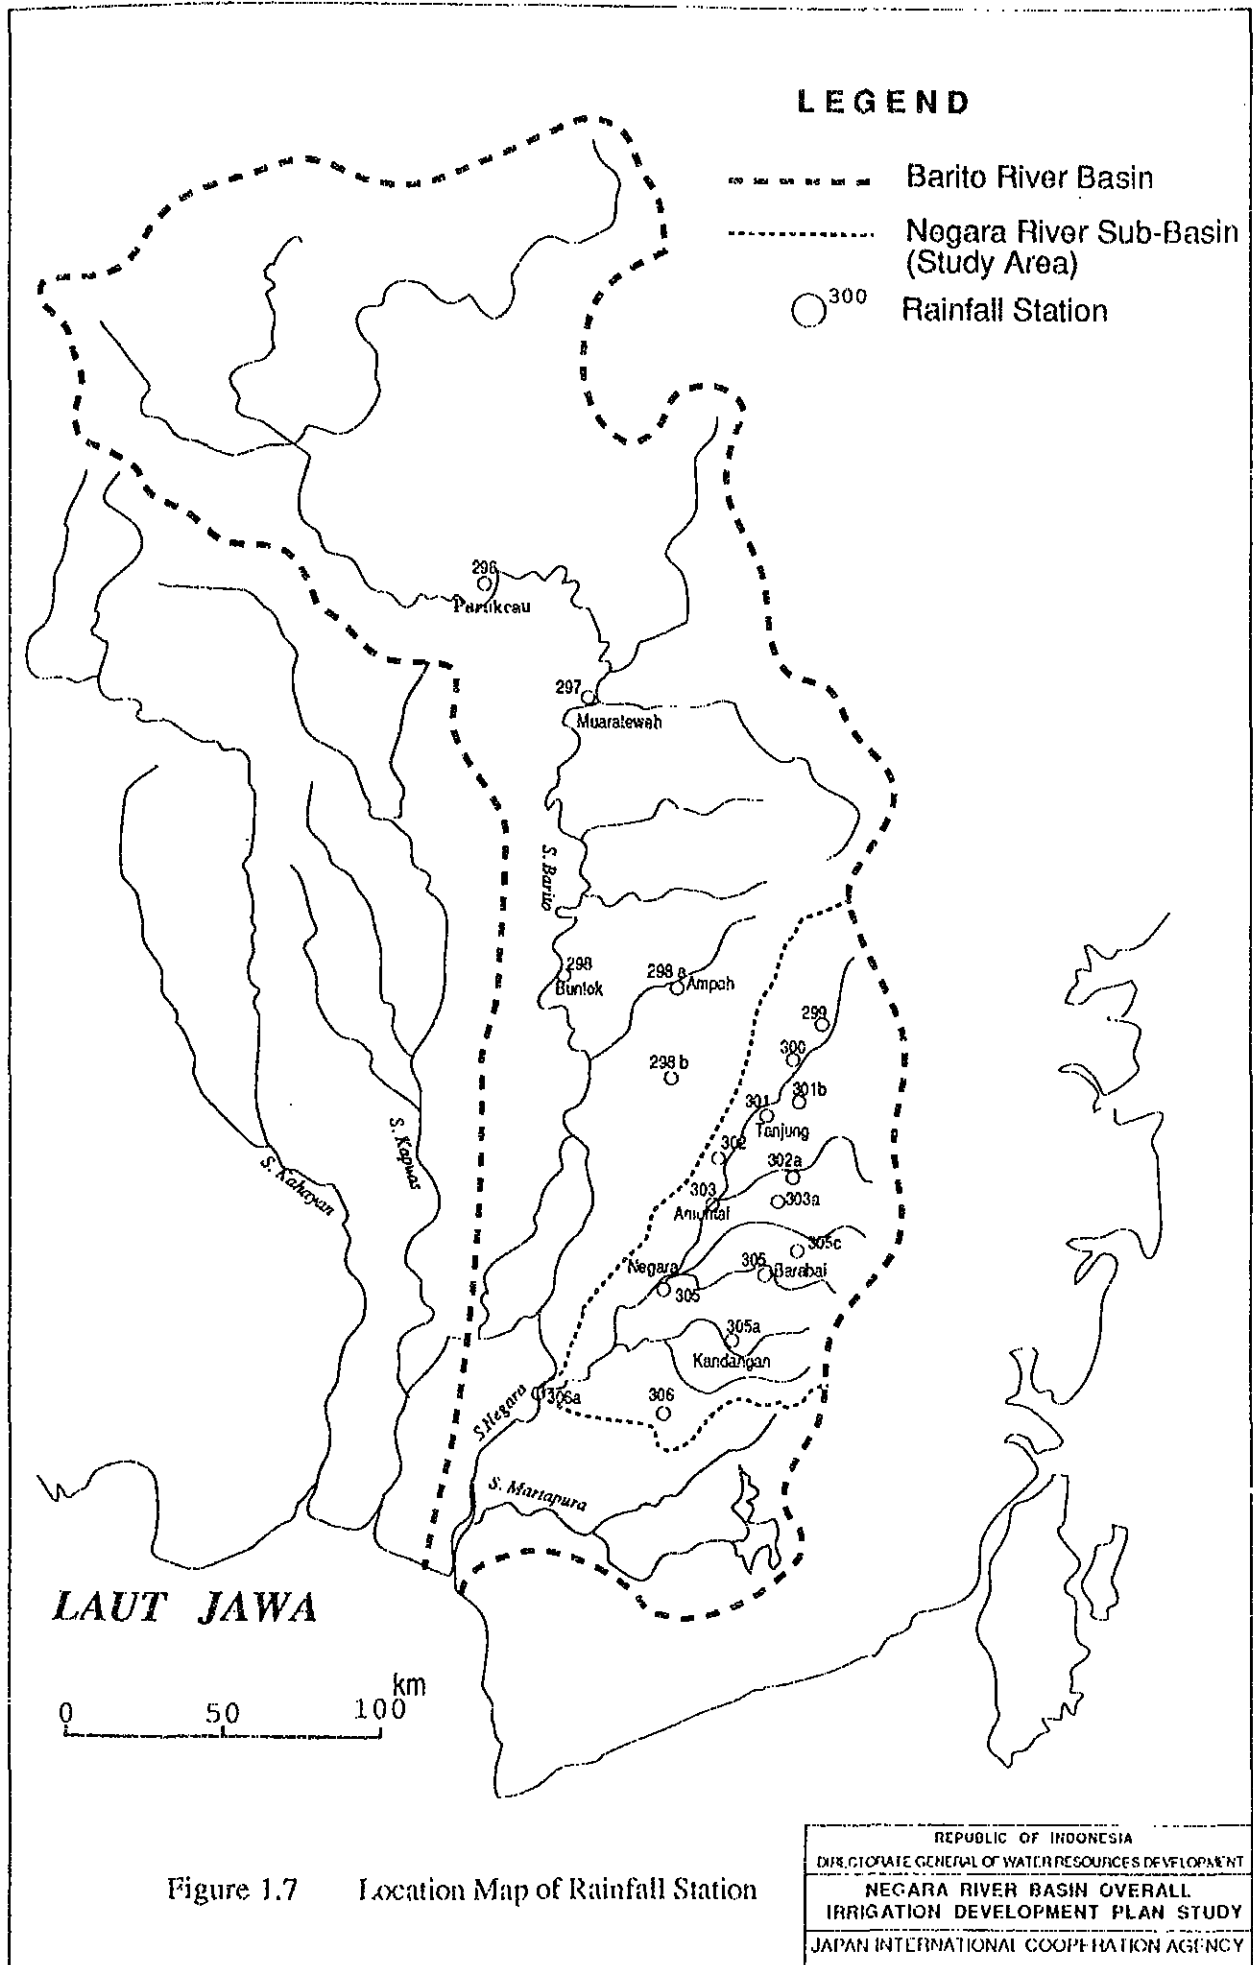 LEGEND
Barito River Basin
Negara River Sub-Basin
(Study Area)
300
Rainfall Station
296
297
Muaratewah
S. Barito
298
Buntok
298 a
Ampah
299
300
298 b
301b
301
Tanjung
S. Kapuas
302
302a
S. Kahayan
303
303a
305c
Negara
305
Barabai
305
305a
Kandangan
306a
306
S.Negara
S. Martapura
LAUT JAWA
km
0 50 100
REPUBLIC OF INDONESIA
DIRECTORATE GENERAL OF WATER RESOURCES DEVELOPMENT
Figure 1.7 Location Map of Rainfall Station
NEGARA RIVER BASIN OVERALL
IRRIGATION DEVELOPMENT PLAN STUDY
JAPAN INTERNATIONAL COOPERATION AGENCY